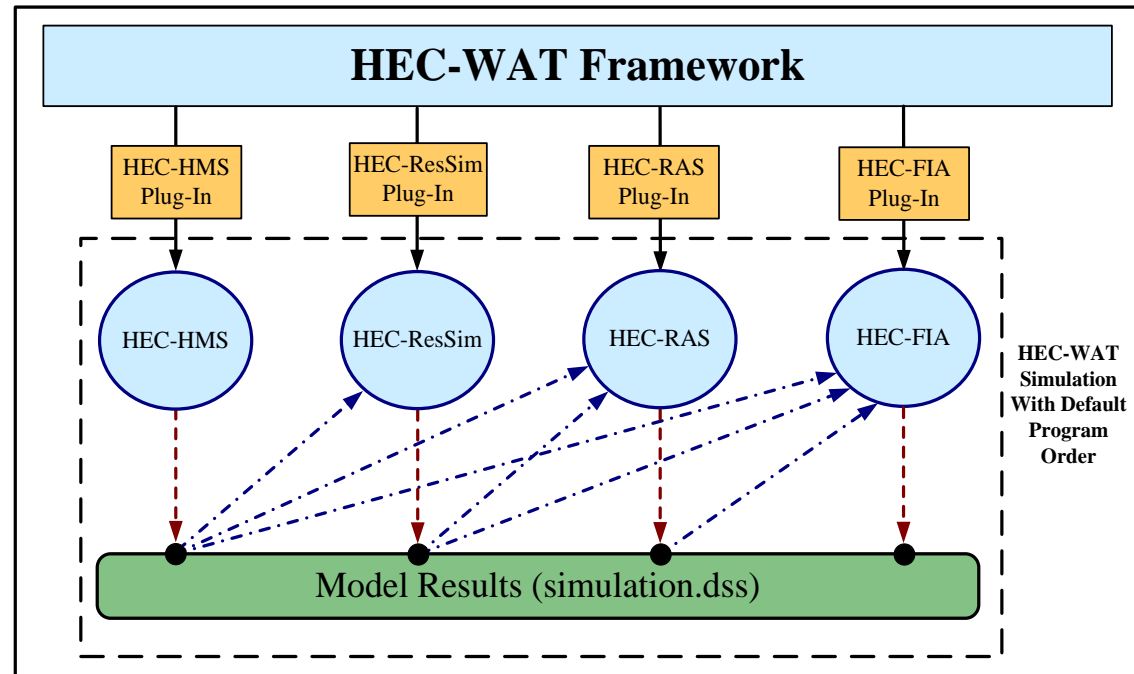 HEC-WAT Framework
HEC-HMS
Plug-In
HEC-ResSim
Plug-In
HEC-RAS
Plug-In
HEC-FIA
Plug-In
HEC-HMS
HEC-ResSim
HEC-RAS
HEC-FIA
HEC-WAT
Simulation
With Default
Program
Order
Model Results (simulation.dss)